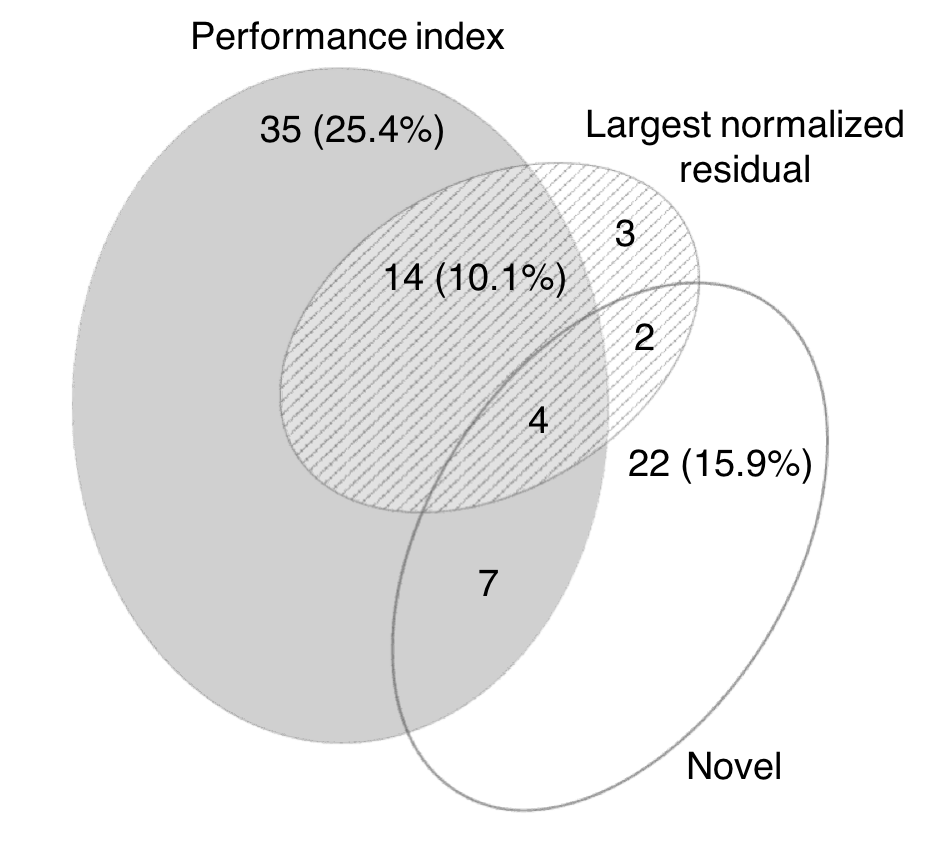 Performance index
35 (25.4%)
Largest normalized
residual
3
14 (10.1%)
2
4
22 (15.9%)
7
Novel